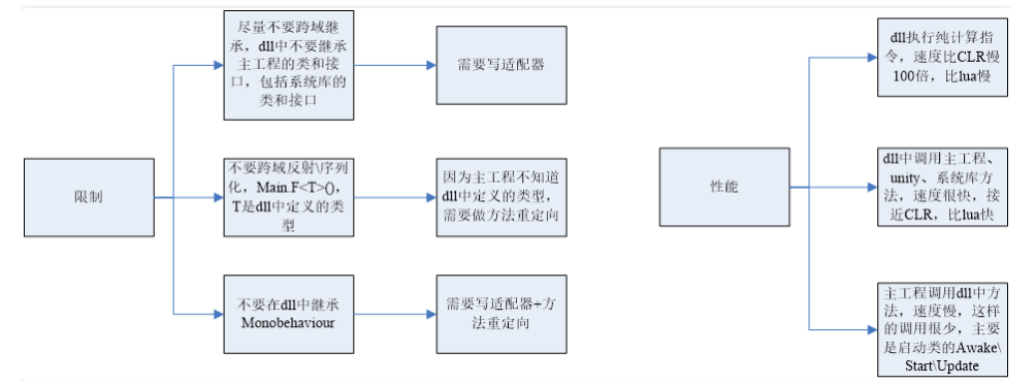 限制
尽量不要跨域继
承，dll中不要继承
主工程的类和接
口，包括系统库的
类和接口
需要写适配器
不要跨域反射\序列
化，Main.F<T>()，
T是dll中定义的类
型
因为主工程不知道
dll中定义的类型，
需要做方法重定向
不要在dll中继承
Monobehaviour
需要写适配器+方
法重定向
性能
dll执行纯计算指
令，速度比CLR慢
100倍，比lua慢
dll中调用主工程、
unity、系统库方
法，速度很快，接
近CLR，比lua快
主工程调用dll中方
法，速度慢，这样
的调用很少，主要
是启动类的Awake\
Start\Update